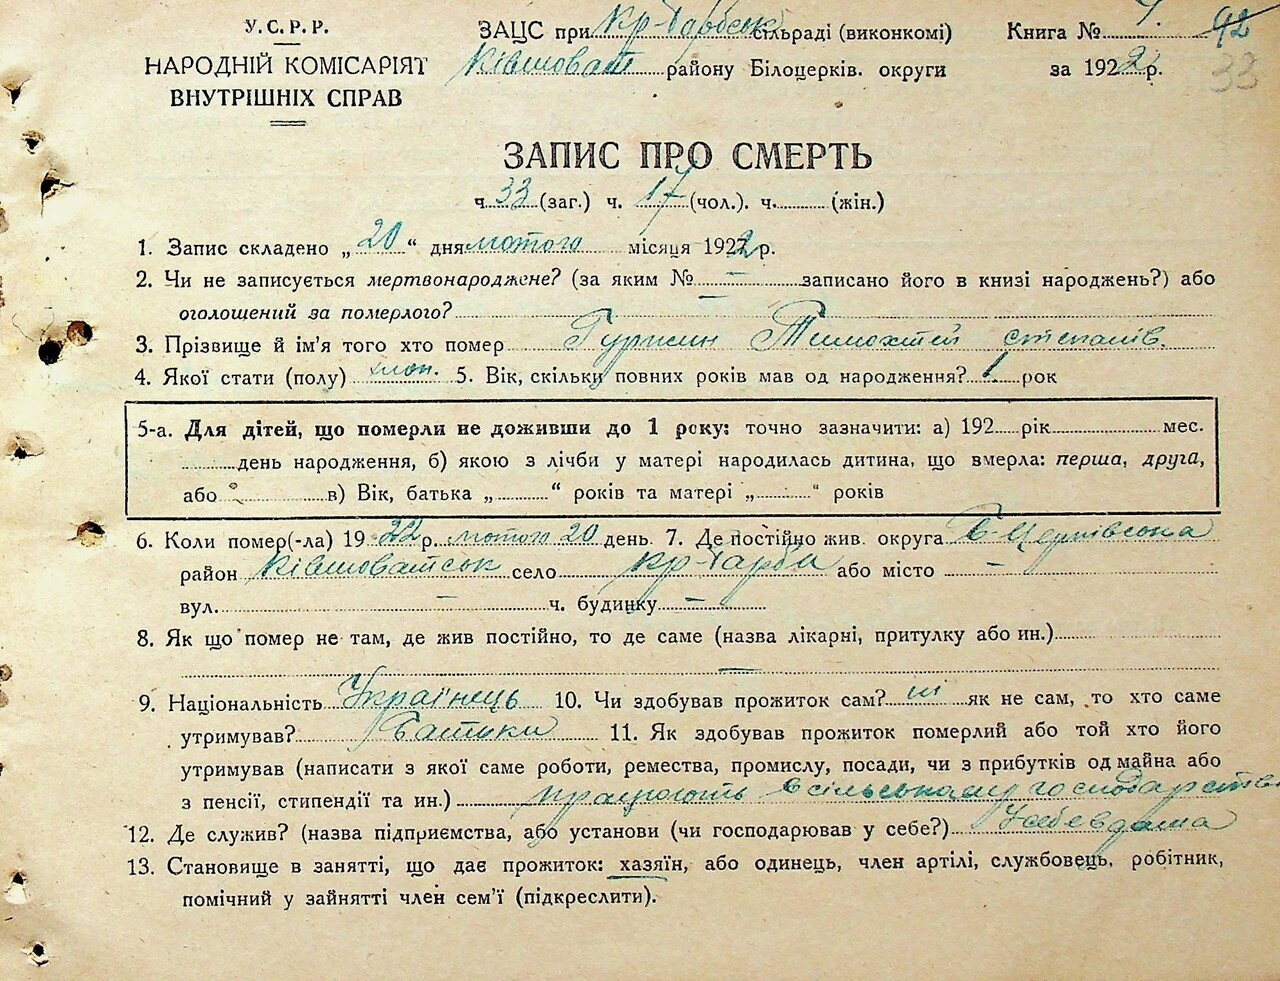 У.С.Р.Р.
НАРОДНІЙ КОМІСАРІЯТ
ВНУТРІШНІХ СПРАВ
ЗАЦС при Кр-Гарбськ сільраді (виконкомі)
Ківшоват району Білоцерків. округи
Книга № 92
за 1922 р.
33
ЗАПИС ПРО СМЕРТЬ
ч. 33 (заг.) ч. 17 (чол.). ч. (жін.)
1. Запис складено „ 20 “ дня лютого місяця 1922 р.
2. Чи не записується мертвонароджене? (за яким № – записано його в книзі народжень?) або
оголошений за померлого? –
3. Прізвище й ім'я того хто помер Тимохтей степанів.
4. Якої стати (полу) 5. Вік, скільки повних років мав од народження? 1 рок
5-а. Для дітей, що померли не доживши до 1 року: точно зазначити: а) 192 рік мес.
день народження, б) якою з лічби у матері народилась дитина, що вмерла: перша, друга,
або в) Вік, батька „ “ років та матері „ “ років
6. Коли помер(-ла) 1922 р. лютого 20 день. 7. Де постійно жив. округа Б-Церківська
район Ківшоватськ село Кр-Гарби або місто –
вул. – ч. будинку –
8. Як що помер не там, де жив постійно, то де саме (назва лікарні, притулку або ин.)
–
9. Національність Українець 10. Чи здобував прожиток сам? ні як не сам, то хто саме
утримував? Батьки 11. Як здобував прожиток померлий або той хто його
утримував (написати з якої саме роботи, ремества, промислу, посади, чи з прибутків од майна або
з пенсії, стипендії та ин.) працюють в сільському господарстві
12. Де служив? (назва підприємства, або установи (чи господарював у себе?) У себе вдома
13. Становище в занятті, що дає прожиток: хазяїн, або одинець, член артілі, службовець, робітник,
помічний у зайнятті член сем'ї (підкреслити).